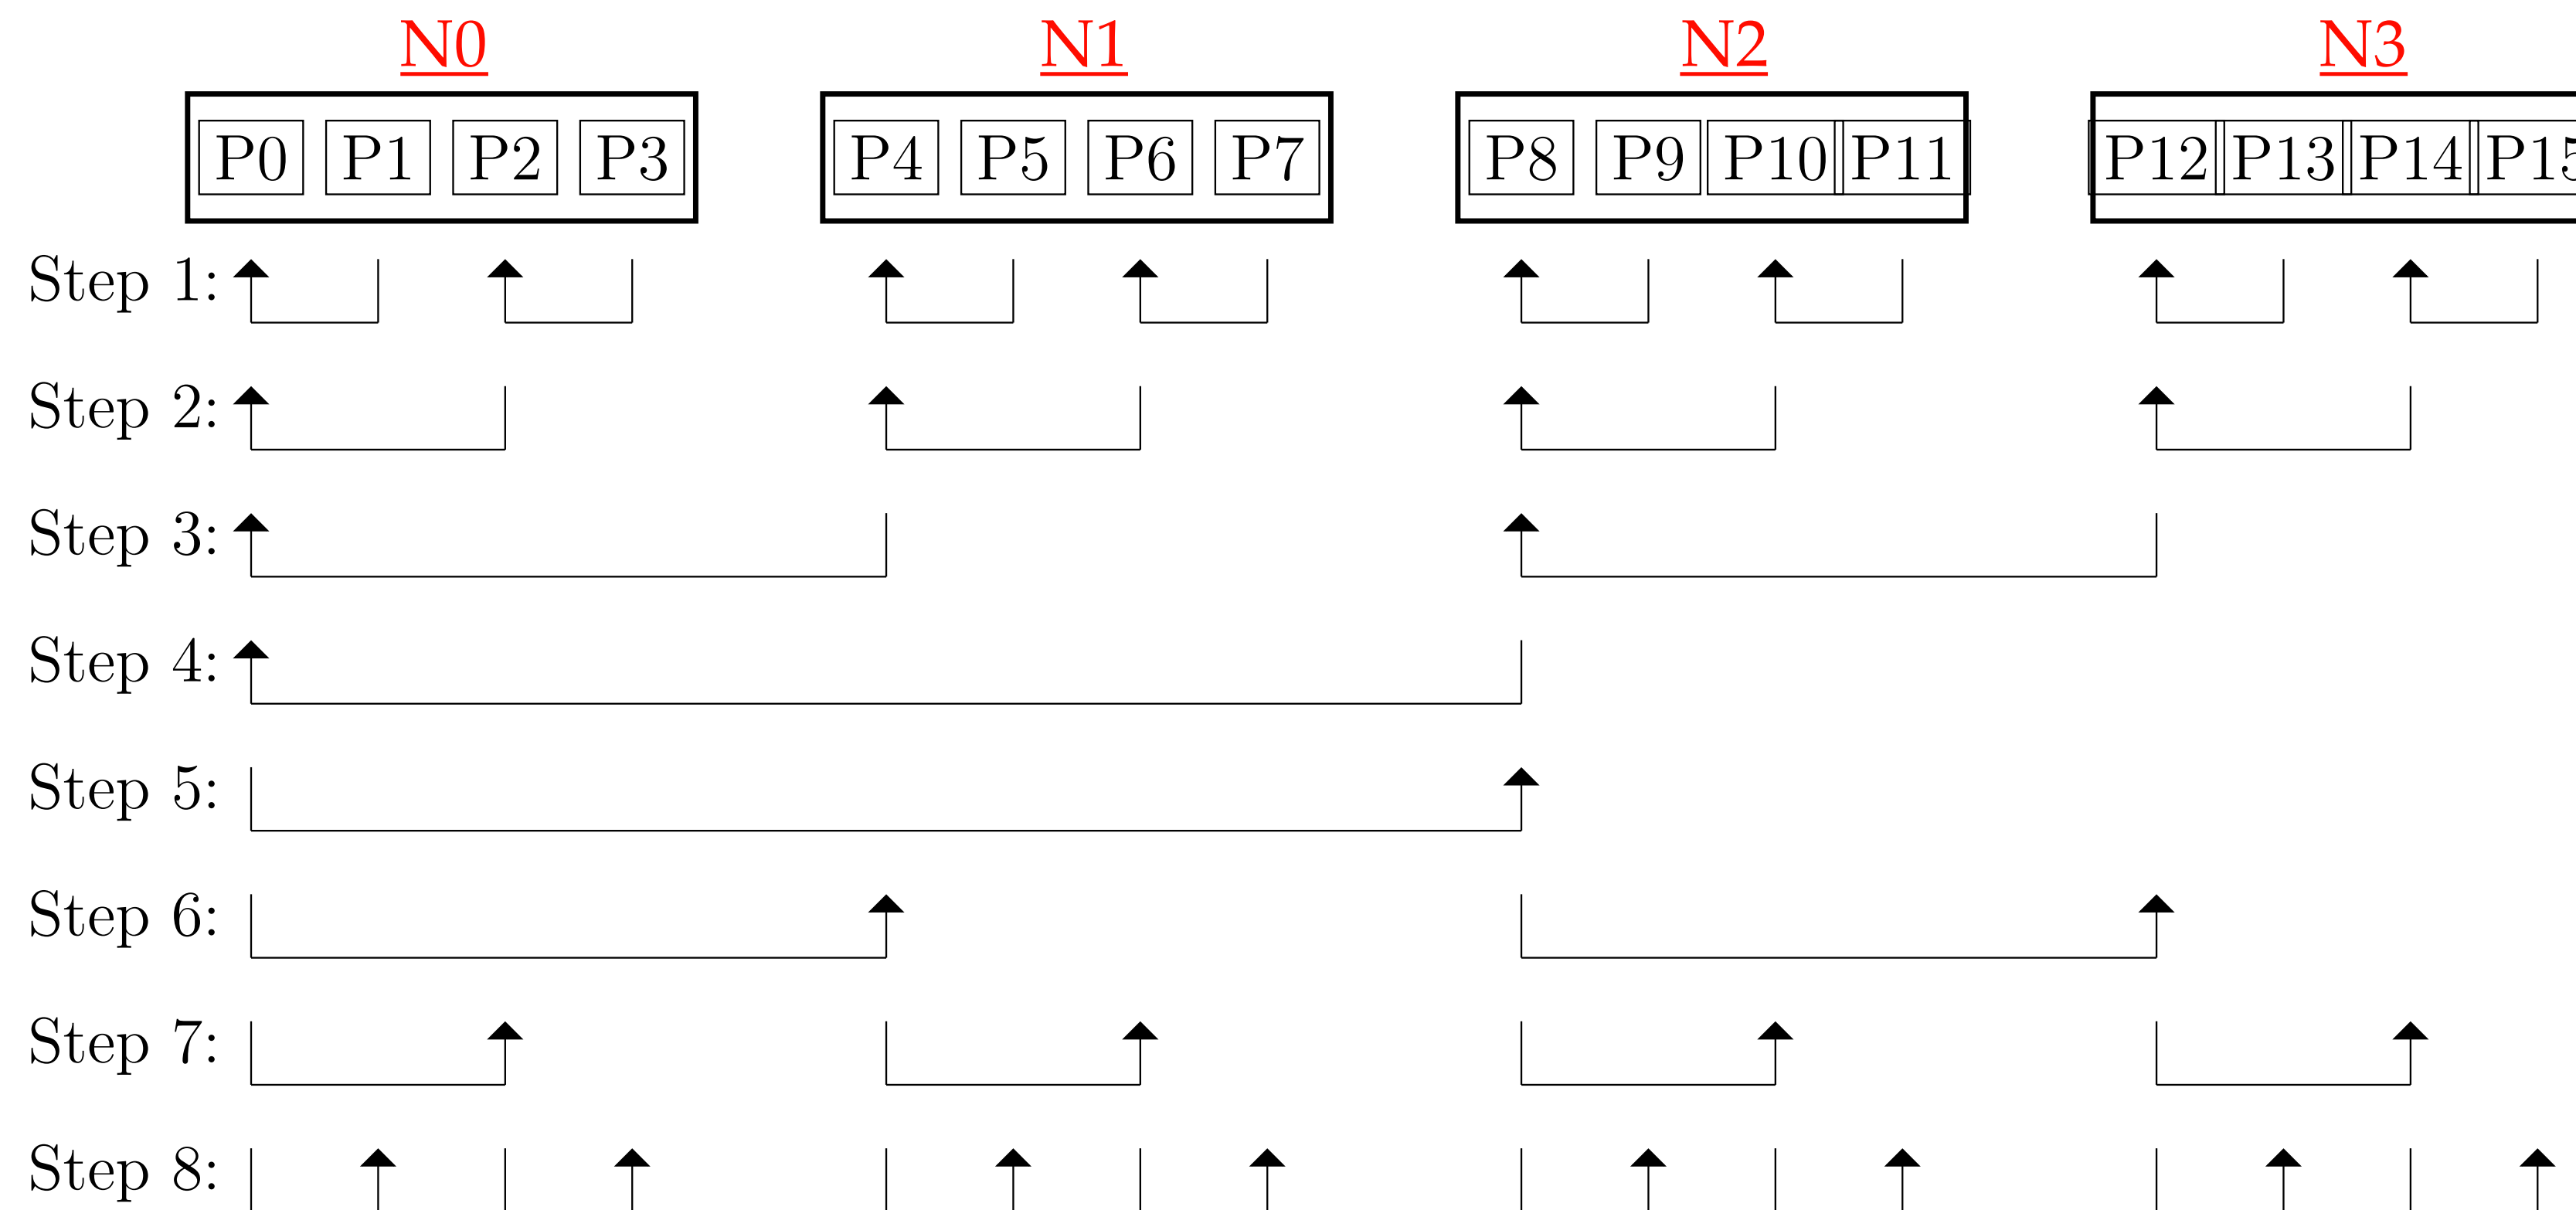 N0 N1 N2 N3
P0 P1 P2 P3 P4 P5 P6 P7 P8 P9 P10 P11 P12 P13 P14 P15
Step 1:
Step 2:
Step 3:
Step 4:
Step 5:
Step 6:
Step 7:
Step 8: